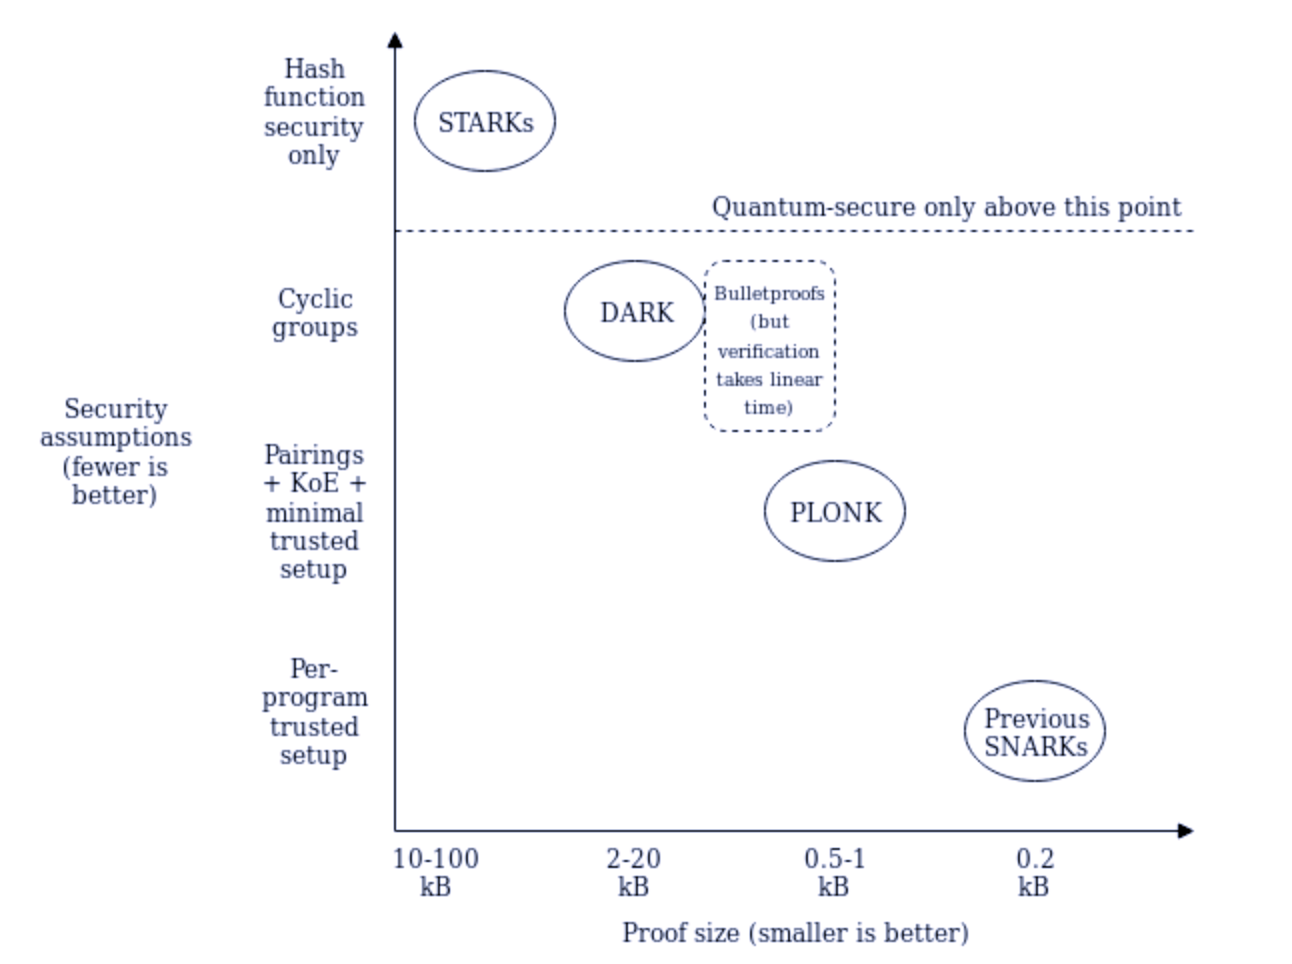 Hash
function
security
only
STARKs
Quantum-secure only above this point
Cyclic
groups
DARK
Bulletproofs
(but
verification
takes linear
time)
Security
assumptions
(fewer is
better)
Pairings
+ KoE +
minimal
trusted
setup
PLONK
Per-
program
trusted
setup
Previous
SNARKs
10-100
kB
2-20
kB
0.5-1
kB
0.2
kB
Proof size (smaller is better)